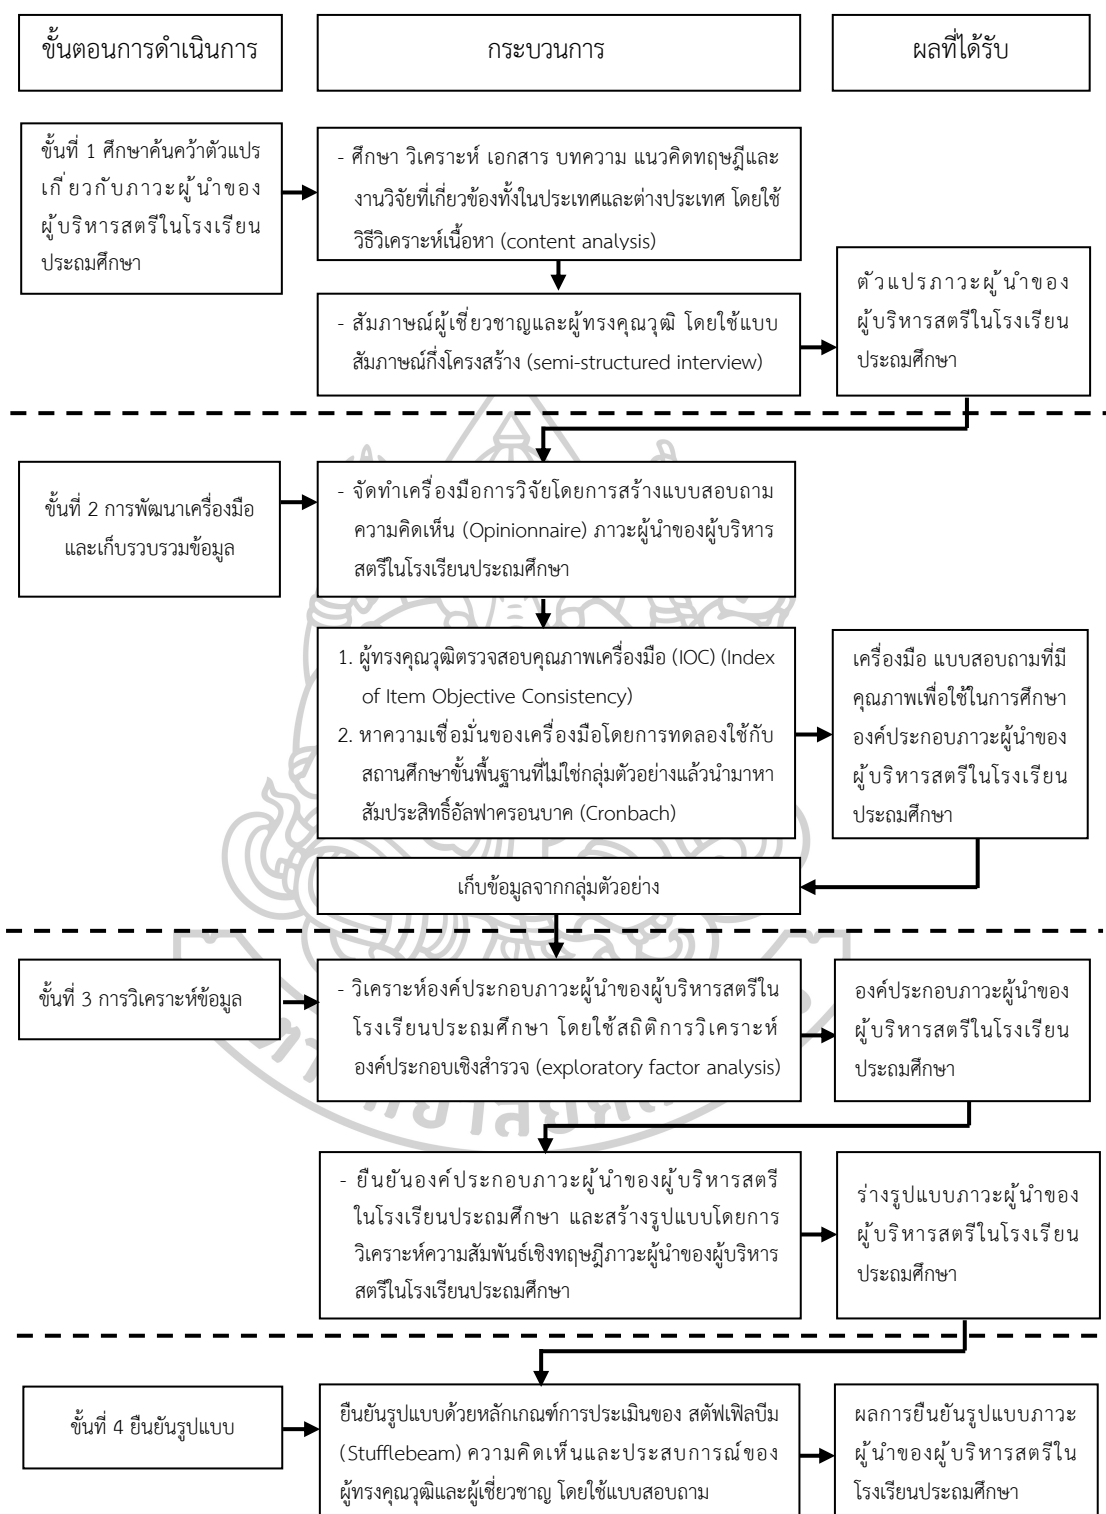 ขั้นตอนการดำเนินการ
กระบวนการ
ผลที่ได้รับ
ขั้นที่ 1 ศึกษาค้นคว้าตัวแปร
เกี่ยวกับภาวะผู้นำของ
ผู้บริหารสตรีในโรงเรียน
ประถมศึกษา
- ศึกษา วิเคราะห์ เอกสาร บทความ แนวคิดทฤษฎีและ
งานวิจัยที่เกี่ยวข้องทั้งในประเทศและต่างประเทศ โดยใช้
วิธีวิเคราะห์เนื้อหา (content analysis)
- สัมภาษณ์ผู้เชี่ยวชาญและผู้ทรงคุณวุฒิ โดยใช้แบบ
สัมภาษณ์กึ่งโครงสร้าง (semi-structured interview)
ตัวแปรภาวะผู้นำของ
ผู้บริหารสตรีในโรงเรียน
ประถมศึกษา
ขั้นที่ 2 การพัฒนาเครื่องมือ
และเก็บรวบรวมข้อมูล
- จัดทำเครื่องมือการวิจัยโดยการสร้างแบบสอบถาม
ความคิดเห็น (Opinionnaire) ภาวะผู้นำของผู้บริหาร
สตรีในโรงเรียนประถมศึกษา
1. ผู้ทรงคุณวุฒิตรวจสอบคุณภาพเครื่องมือ (IOC) (Index
of Item Objective Consistency)
2. หาความเชื่อมั่นของเครื่องมือโดยการทดลองใช้กับ
สถานศึกษาขั้นพื้นฐานที่ไม่ใช่กลุ่มตัวอย่างแล้วนำมาหา
สัมประสิทธิ์อัลฟาครอนบาค (Cronbach)
เครื่องมือ แบบสอบถามที่มี
คุณภาพเพื่อใช้ในการศึกษา
องค์ประกอบภาวะผู้นำของ
ผู้บริหารสตรีในโรงเรียน
ประถมศึกษา
เก็บข้อมูลจากกลุ่มตัวอย่าง
ขั้นที่ 3 การวิเคราะห์ข้อมูล
- วิเคราะห์องค์ประกอบภาวะผู้นำของผู้บริหารสตรีใน
โรงเรียนประถมศึกษา โดยใช้สถิติการวิเคราะห์
องค์ประกอบเชิงสำรวจ (exploratory factor analysis)
องค์ประกอบภาวะผู้นำของ
ผู้บริหารสตรีในโรงเรียน
ประถมศึกษา
- ยืนยันองค์ประกอบภาวะผู้นำของผู้บริหารสตรี
ในโรงเรียนประถมศึกษา และสร้างรูปแบบโดยการ
วิเคราะห์ความสัมพันธ์เชิงทฤษฎีภาวะผู้นำของผู้บริหาร
สตรีในโรงเรียนประถมศึกษา
ร่างรูปแบบภาวะผู้นำของ
ผู้บริหารสตรีในโรงเรียน
ประถมศึกษา
ขั้นที่ 4 ยืนยันรูปแบบ
ยืนยันรูปแบบด้วยหลักเกณฑ์การประเมินของ สตัฟเฟิลบีม
(Stufflebeam) ความคิดเห็นและประสบการณ์ของ
ผู้ทรงคุณวุฒิและผู้เชี่ยวชาญ โดยใช้แบบสอบถาม
ผลการยืนยันรูปแบบภาวะ
ผู้นำของผู้บริหารสตรีใน
โรงเรียนประถมศึกษา